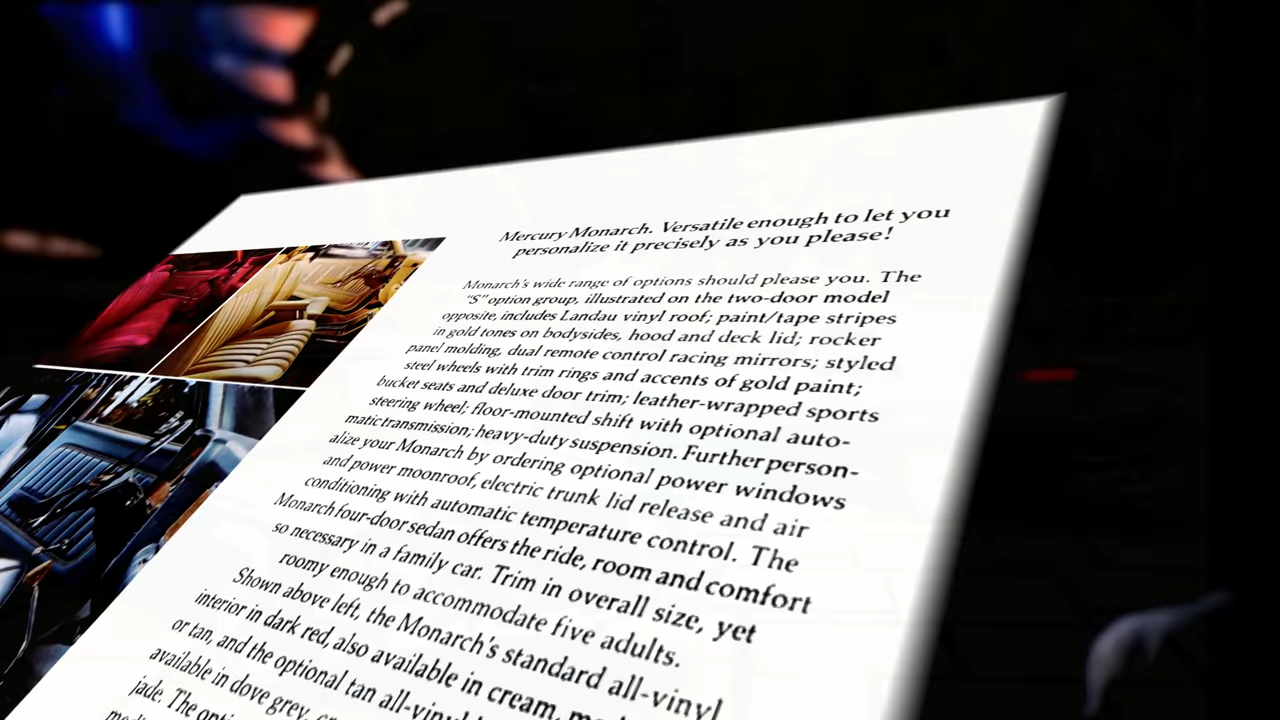 Mercury Monarch. Versatile enough to let you
personalize it precisely as you please!
Monarch's wide range of options should please you. The
"S" option group, illustrated on the two-door model
opposite, includes Landau vinyl roof; paint/tape stripes
in gold tones on bodysides, hood and deck lid; rocker
panel molding, dual remote control racing mirrors; styled
steel wheels with trim rings and accents of gold paint;
bucket seats and deluxe door trim; leather-wrapped sports
steering wheel; floor-mounted shift with optional auto-
matic transmission; heavy-duty suspension. Further person-
alize your Monarch by ordering optional power windows
and power moonroof, electric trunk lid release and air
conditioning with automatic temperature control. The
Monarch four-door sedan offers the ride, room and comfort
so necessary in a family car. Trim in overall size, yet
roomy enough to accommodate five adults.
Shown above left, the Monarch's standard all-vinyl
interior in dark red, also available in cream,
or tan, and the optional tan all-vinyl
available in dove grey,
jade. The